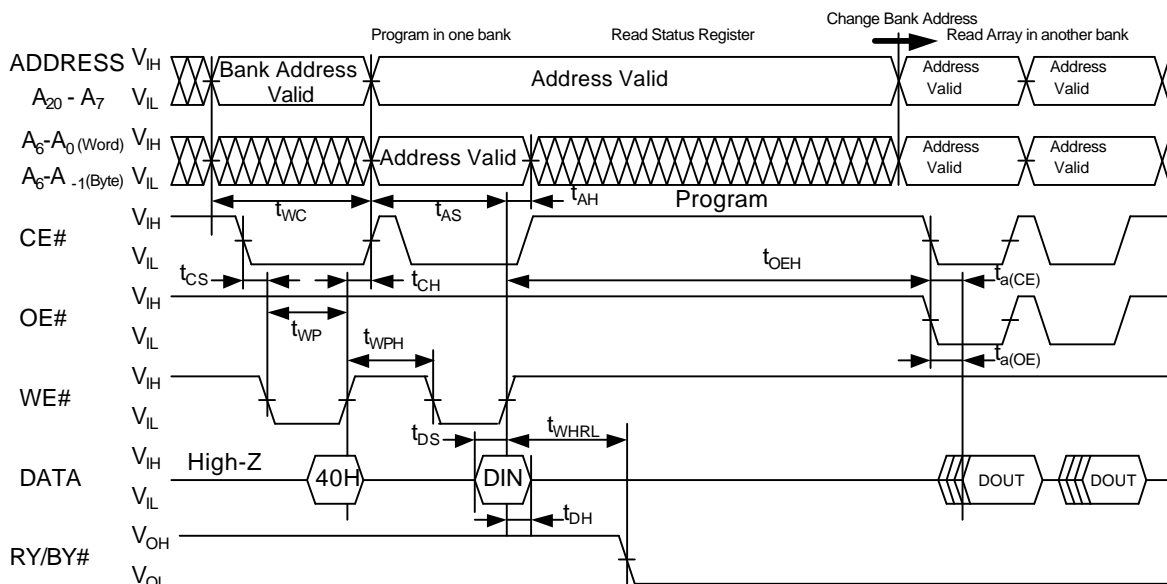 Change Bank Address
Program in one bank Read Status Register Read Array in another bank
ADDRESS VIH Bank Address Valid Address Valid Address Valid Address Valid
A20 - A7 VIL
A6-A0 (Word) VIH Address Valid Address Valid Address Valid
A6-A -1(Byte) VIL
tWC tAS tAH Program
CE# VIH
VIL
tCS tCH tOEH ta(CE)
OE# VIH
VIL
tWP tWPH ta(OE)
WE# VIH
VIL
tDS tWHRL
DATA VIH High-Z 40H DIN DOUT DOUT
VIL
tDH
RY/BY# VOH
VOL